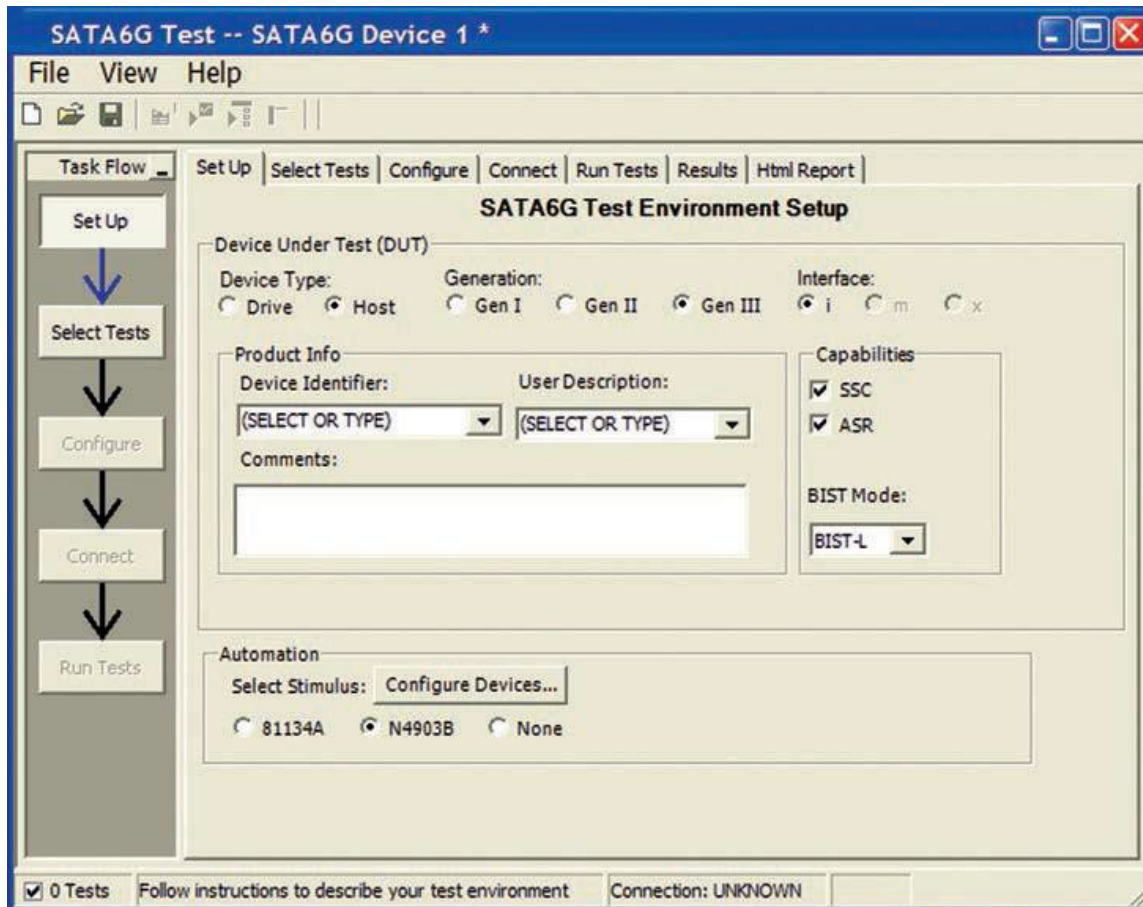 SATA6G Test -- SATA6G Device 1 *
File View Help
Task Flow
Set Up
Select Tests
Configure
Connect
Run Tests
Set Up Select Tests Configure Connect Run Tests Results Html Report
SATA6G Test Environment Setup
Device Under Test (DUT)
Device Type: Generation: Interface:
Drive Host Gen I Gen II Gen III i m x
Product Info
Device Identifier: User Description:
(SELECT OR TYPE) (SELECT OR TYPE)
Comments:
Capabilities
SSC
ASR
BIST Mode:
BIST-L
Automation
Select Stimulus: Configure Devices...
81134A N4903B None
0 Tests Follow instructions to describe your test environment Connection: UNKNOWN